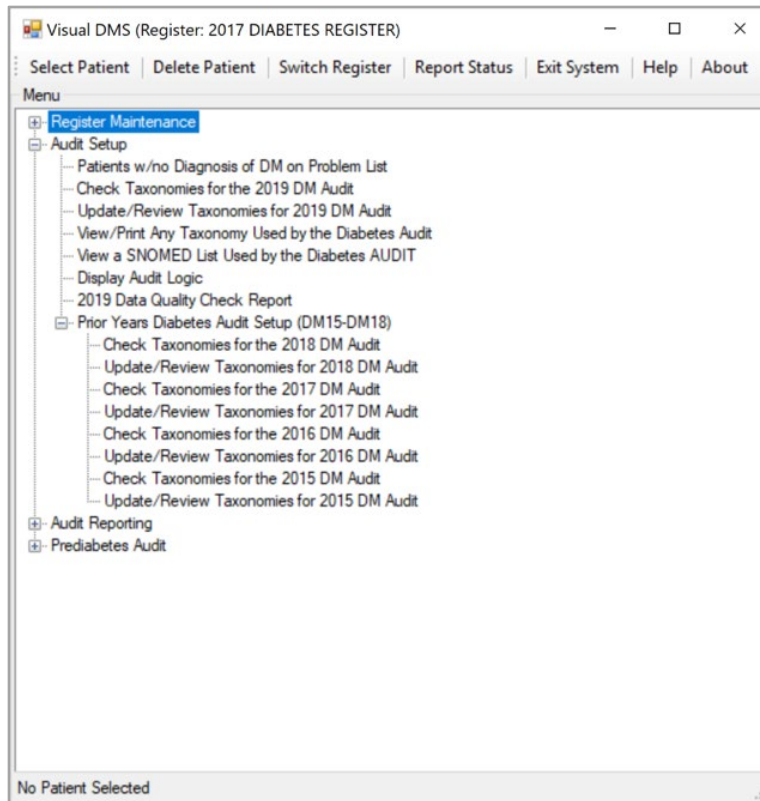 Visual DMS (Register: 2017 DIABETES REGISTER)
Select Patient Delete Patient Switch Register Report Status Exit System Help About
Menu
Register Maintenance
Audit Setup
Patients w/no Diagnosis of DM on Problem List
Check Taxonomies for the 2019 DM Audit
Update/Review Taxonomies for 2019 DM Audit
View/Print Any Taxonomy Used by the Diabetes Audit
View a SNOMED List Used by the Diabetes AUDIT
Display Audit Logic
2019 Data Quality Check Report
Prior Years Diabetes Audit Setup (DM15-DM18)
Check Taxonomies for the 2018 DM Audit
Update/Review Taxonomies for 2018 DM Audit
Check Taxonomies for the 2017 DM Audit
Update/Review Taxonomies for 2017 DM Audit
Check Taxonomies for the 2016 DM Audit
Update/Review Taxonomies for 2016 DM Audit
Check Taxonomies for the 2015 DM Audit
Update/Review Taxonomies for 2015 DM Audit
Audit Reporting
Prediabetes Audit
No Patient Selected